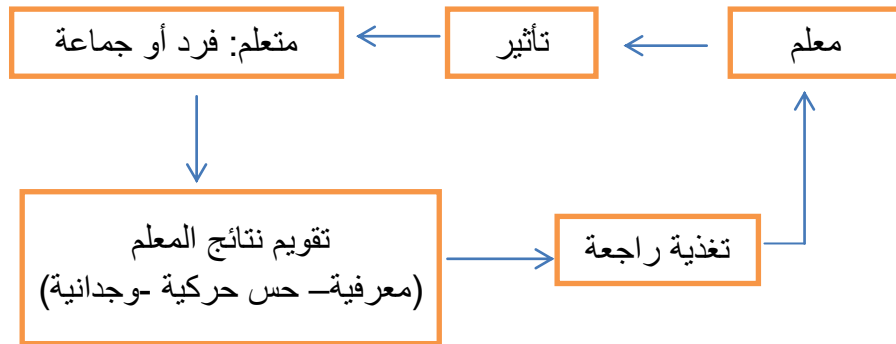 معلم
تأثير
متعلم: فرد أو جماعة
تقويم نتائج المعلم
(معرفية– حس حركية -وجدانية)
تغذية راجعة